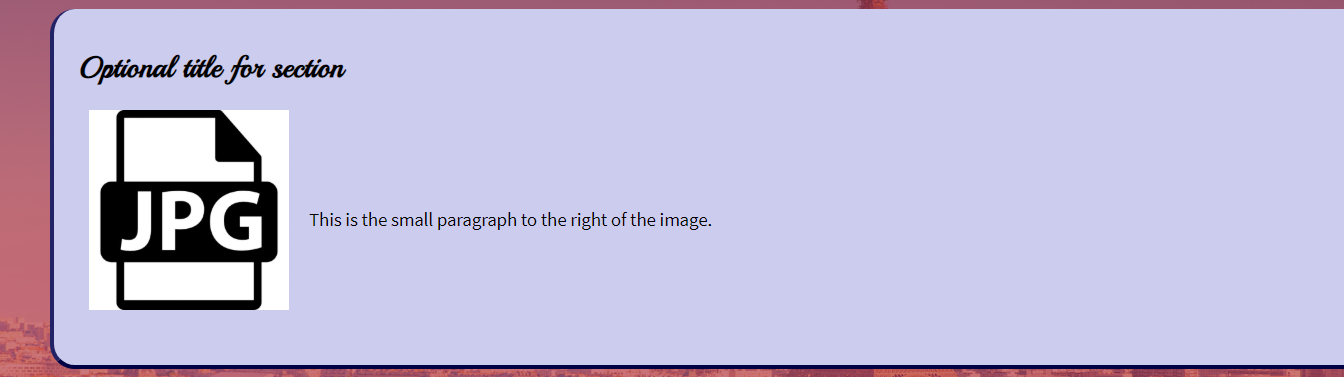 Optional title for section
JPG
This is the small paragraph to the right of the image.